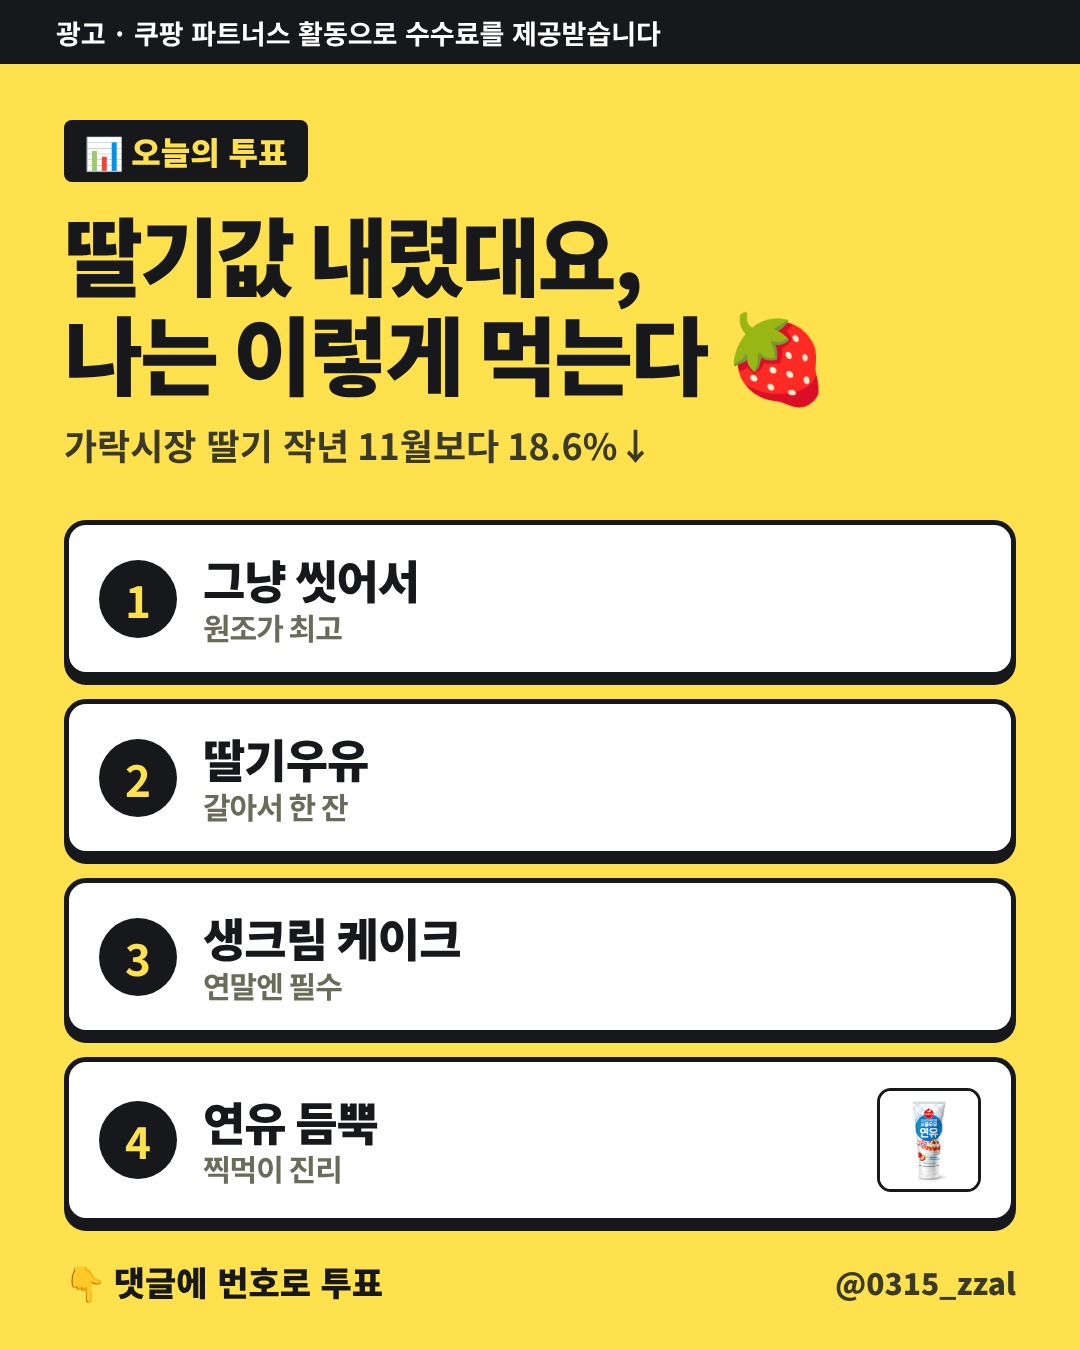 광고 · 쿠팡 파트너스 활동으로 수수료를 제공받습니다
📊 오늘의 투표
딸기값 내렸대요,
나는 이렇게 먹는다 🍓
가락시장 딸기 작년 11월보다 18.6%↓
1 그냥 씻어서
원조가 최고
2 딸기우유
갈아서 한 잔
3 생크림 케이크
연말엔 필수
4 연유 듬뿍
찍먹이 진리
연유
👇 댓글에 번호로 투표
@0315_zzal